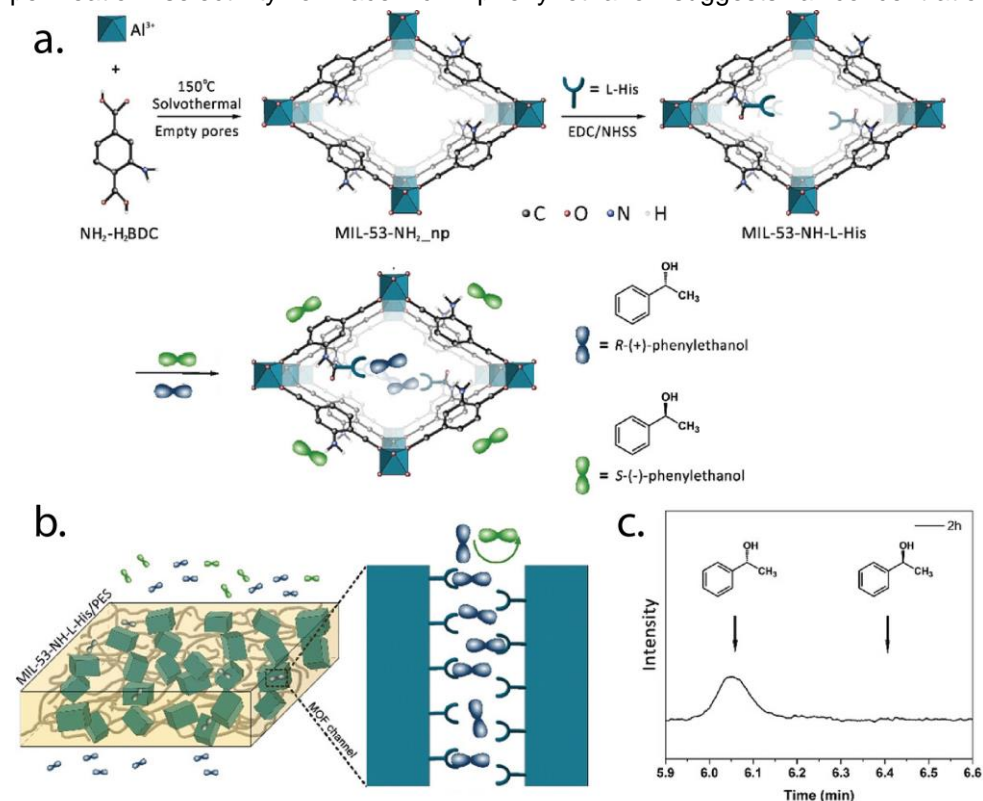 a.
Al³⁺
+
NH₂-H₂BDC
150℃
Solvothermal
Empty pores
MIL-53-NH₂_np
= L-His
EDC/NHSS
C O N H
MIL-53-NH-L-His
OH
CH₃
= R-(+)-phenylethanol
OH
CH₃
= S-(-)-phenylethanol
b.
MIL-53-NH-L-His/PES
MOF channel
c.
2h
OH
CH₃
OH
CH₃
Intensity
5.9 6.0 6.1 6.2 6.3 6.4 6.5 6.6
Time (min)